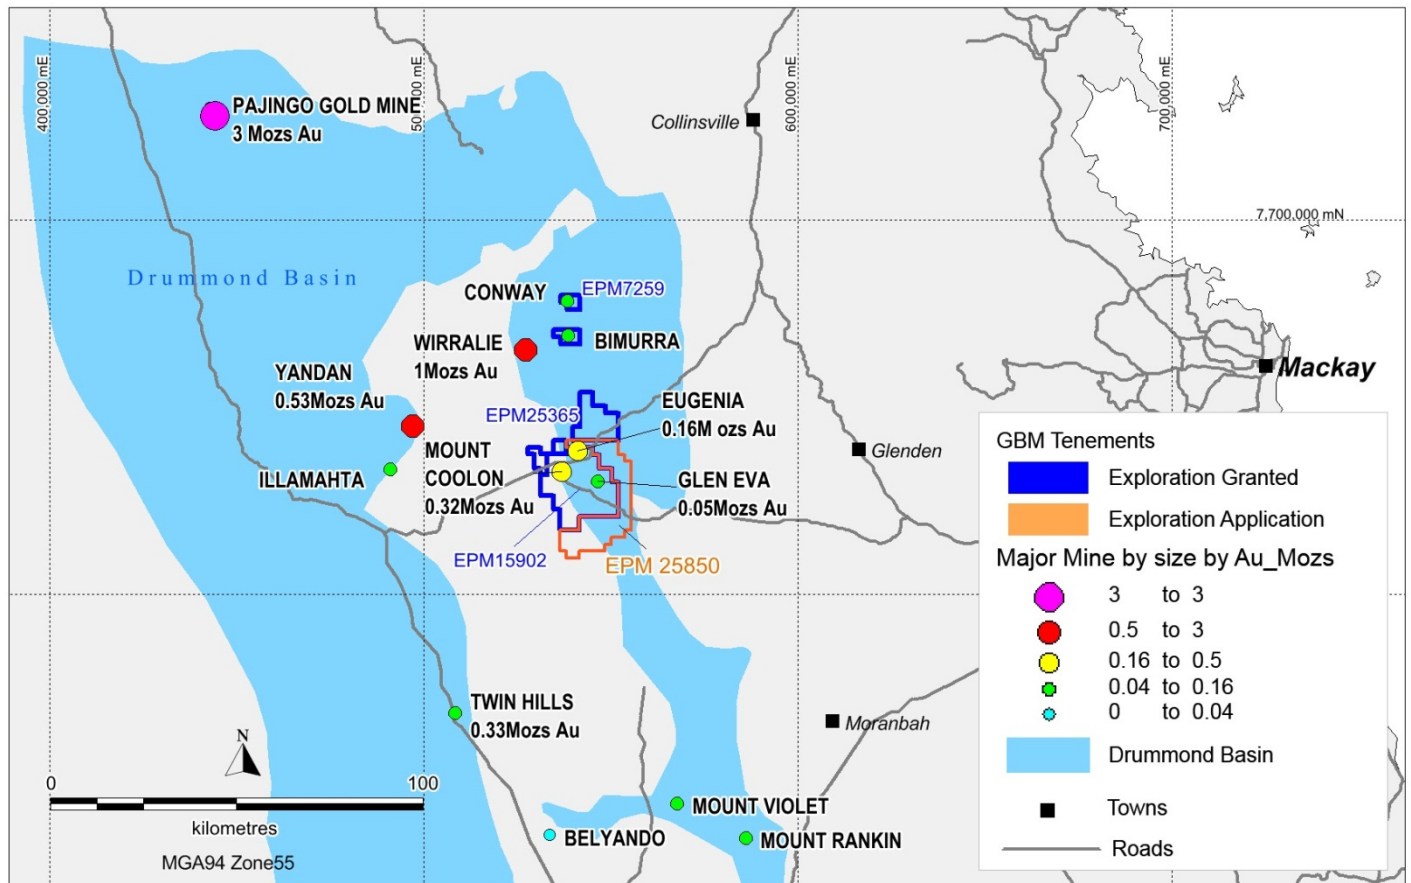 400,000 mE
500,000 mE
600,000 mE
700,000 mE
PAJINGO GOLD MINE
3 Mozs Au
Collinsville
7,700,000 mN
Drummond Basin
CONWAY
EPM7259
WIRRALIE
1Mozs Au
BIMURRA
YANDAN
0.53Mozs Au
Mackay
EPM25365
EUGENIA
0.16M ozs Au
MOUNT
COOLON
0.32Mozs Au
ILLAMAHTA
GLEN EVA
0.05Mozs Au
Glenden
EPM15902
EPM 25850
TWIN HILLS
0.33Mozs Au
Moranbah
MOUNT VIOLET
BELYANDO
MOUNT RANKIN
N
0 100
kilometres
MGA94 Zone55
GBM Tenements
Exploration Granted
Exploration Application
Major Mine by size by Au_Mozs
3 to 3
0.5 to 3
0.16 to 0.5
0.04 to 0.16
0 to 0.04
Drummond Basin
Towns
Roads